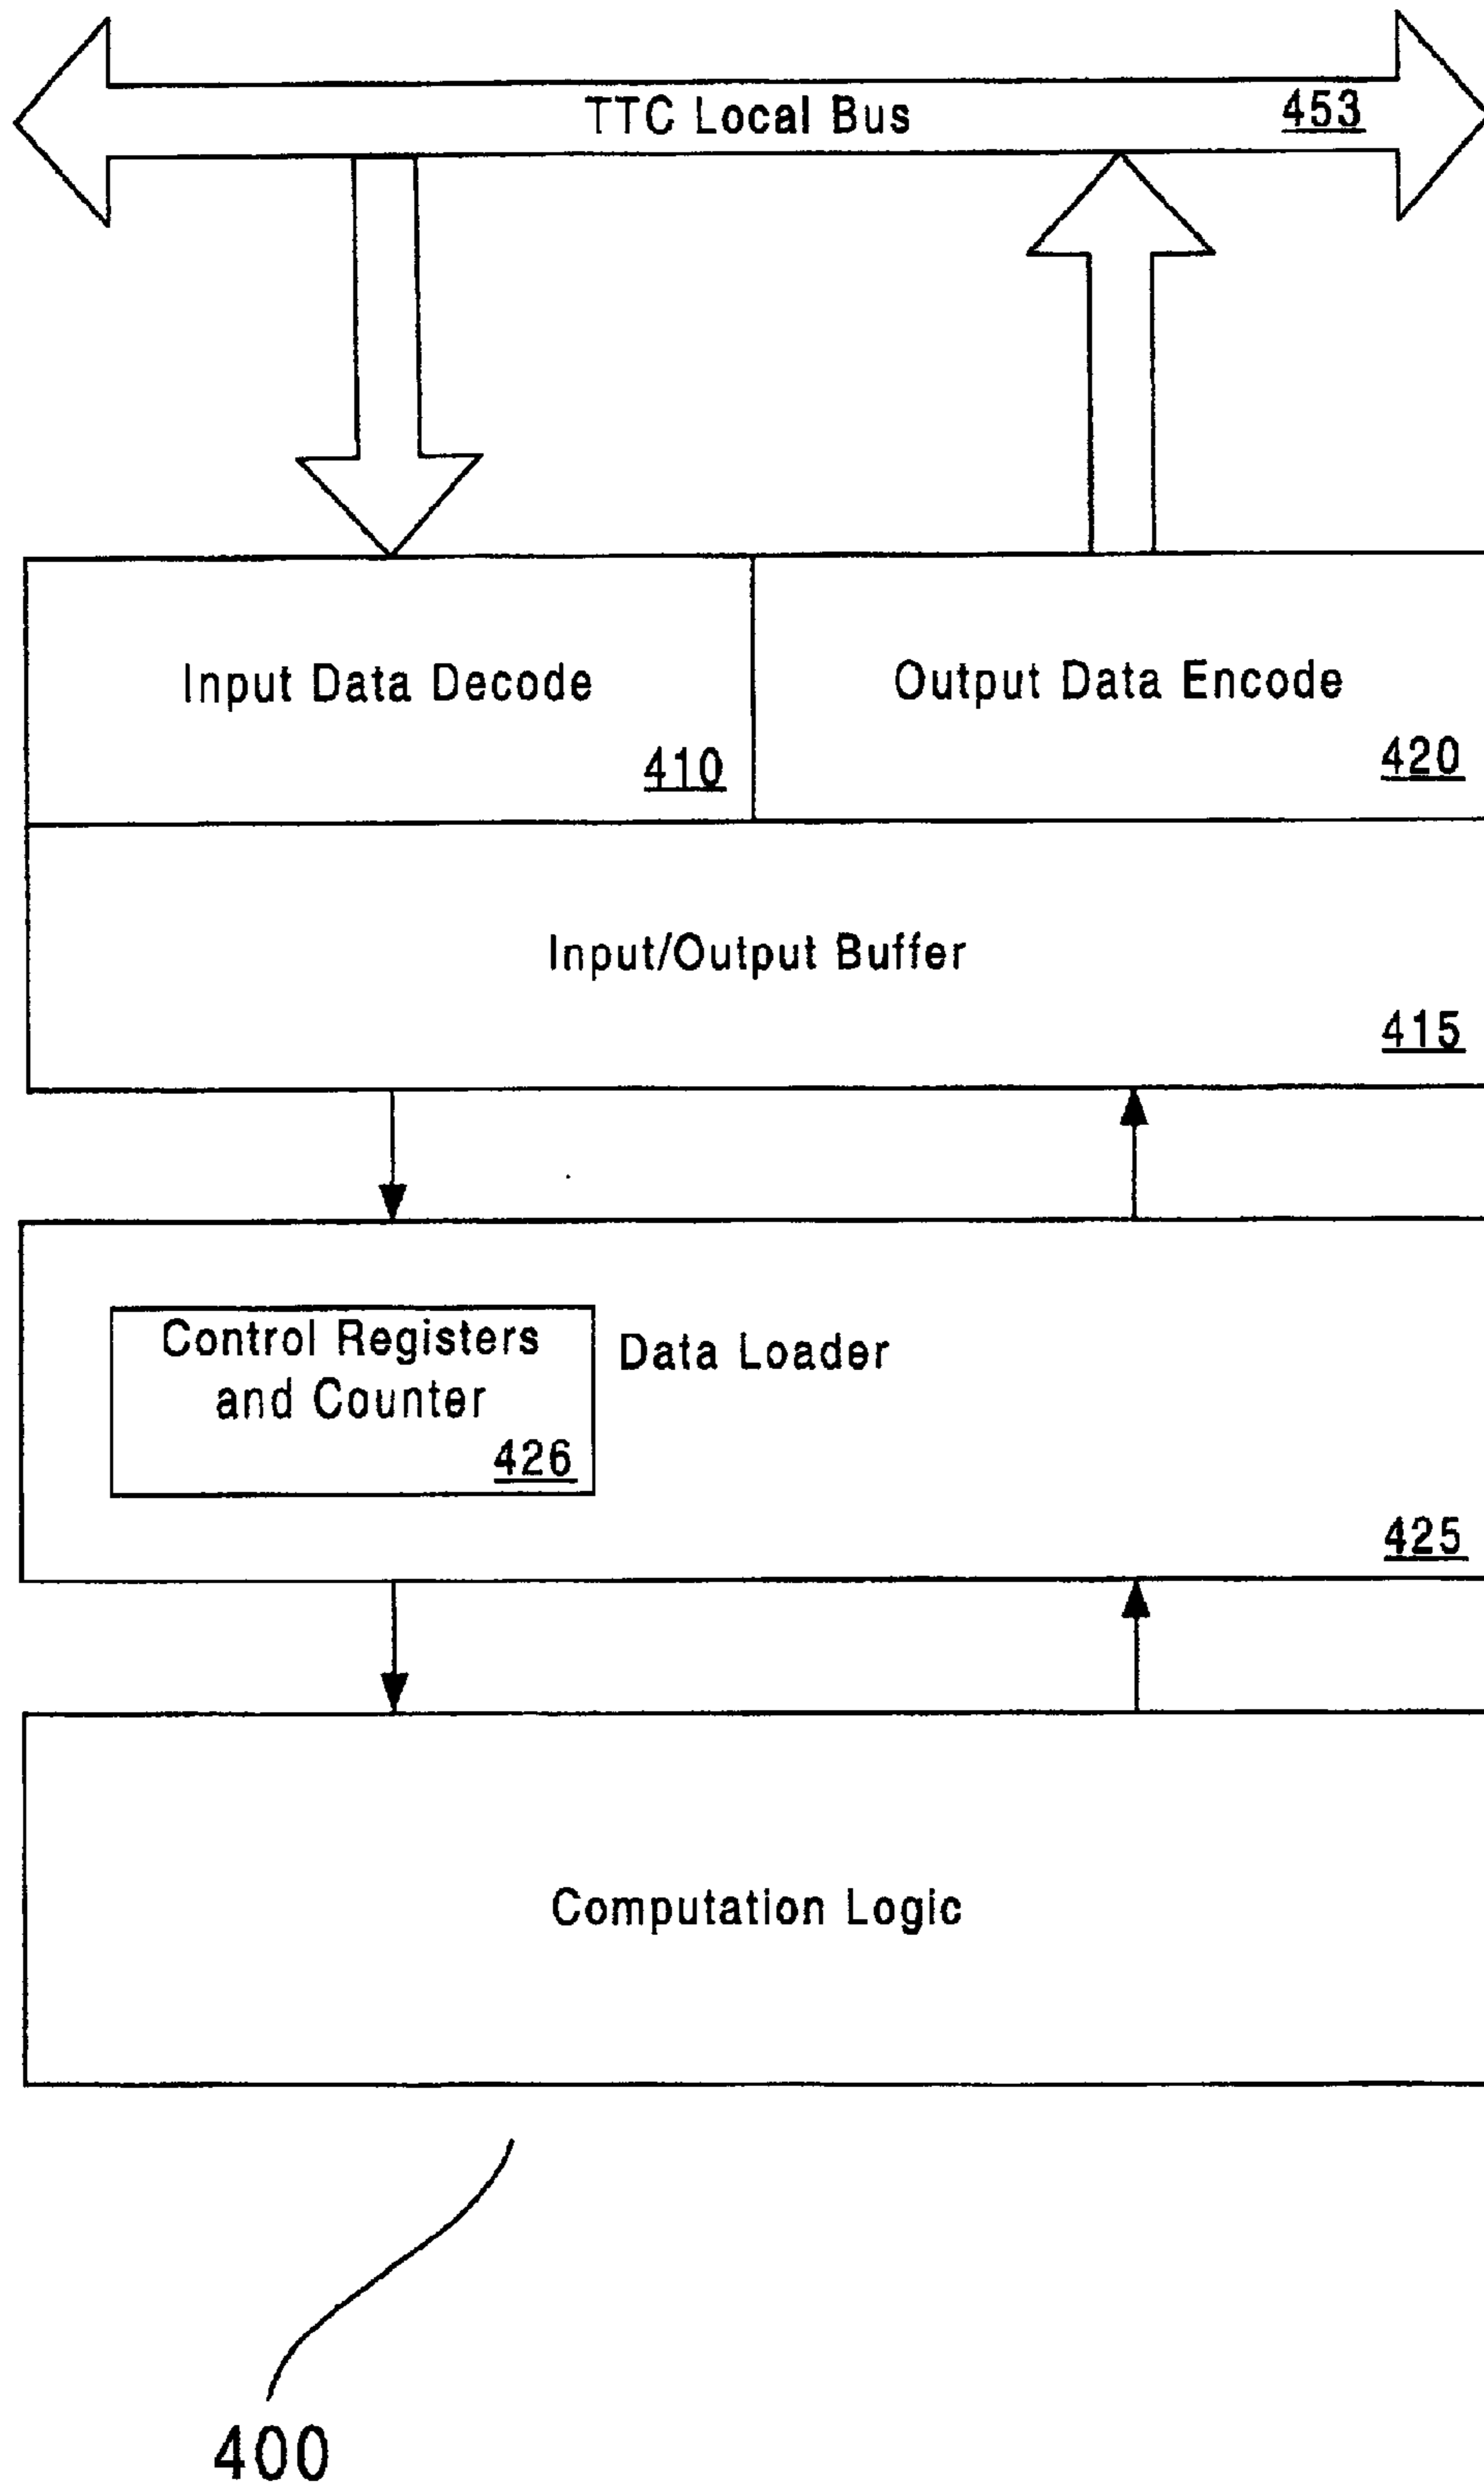 TTC Local Bus 453
Input Data Decode
410
Output Data Encode
420
Input/Output Buffer
415
Control Registers
and Counter
426
Data Loader
425
Computation Logic
400